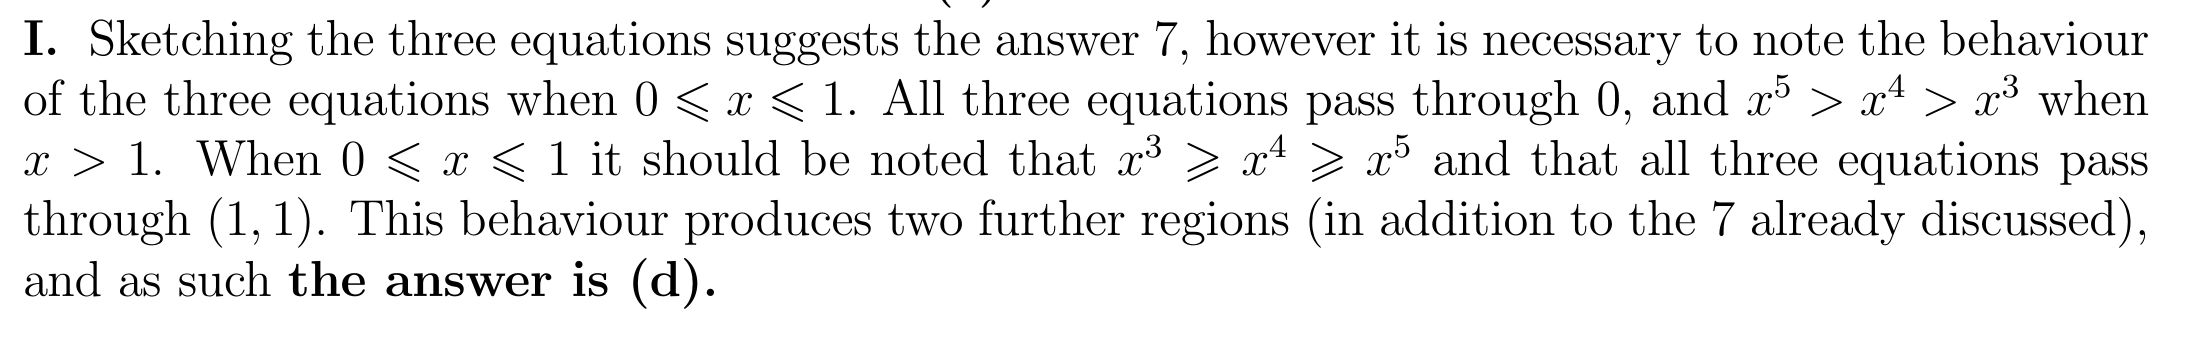 I. Sketching the three equations suggests the answer 7, however it is necessary to note the behaviour
of the three equations when 0 ⩽ x ⩽ 1. All three equations pass through 0, and x⁵ > x⁴ > x³ when
x > 1. When 0 ⩽ x ⩽ 1 it should be noted that x³ ⩾ x⁴ ⩾ x⁵ and that all three equations pass
through (1, 1). This behaviour produces two further regions (in addition to the 7 already discussed),
and as such the answer is (d).